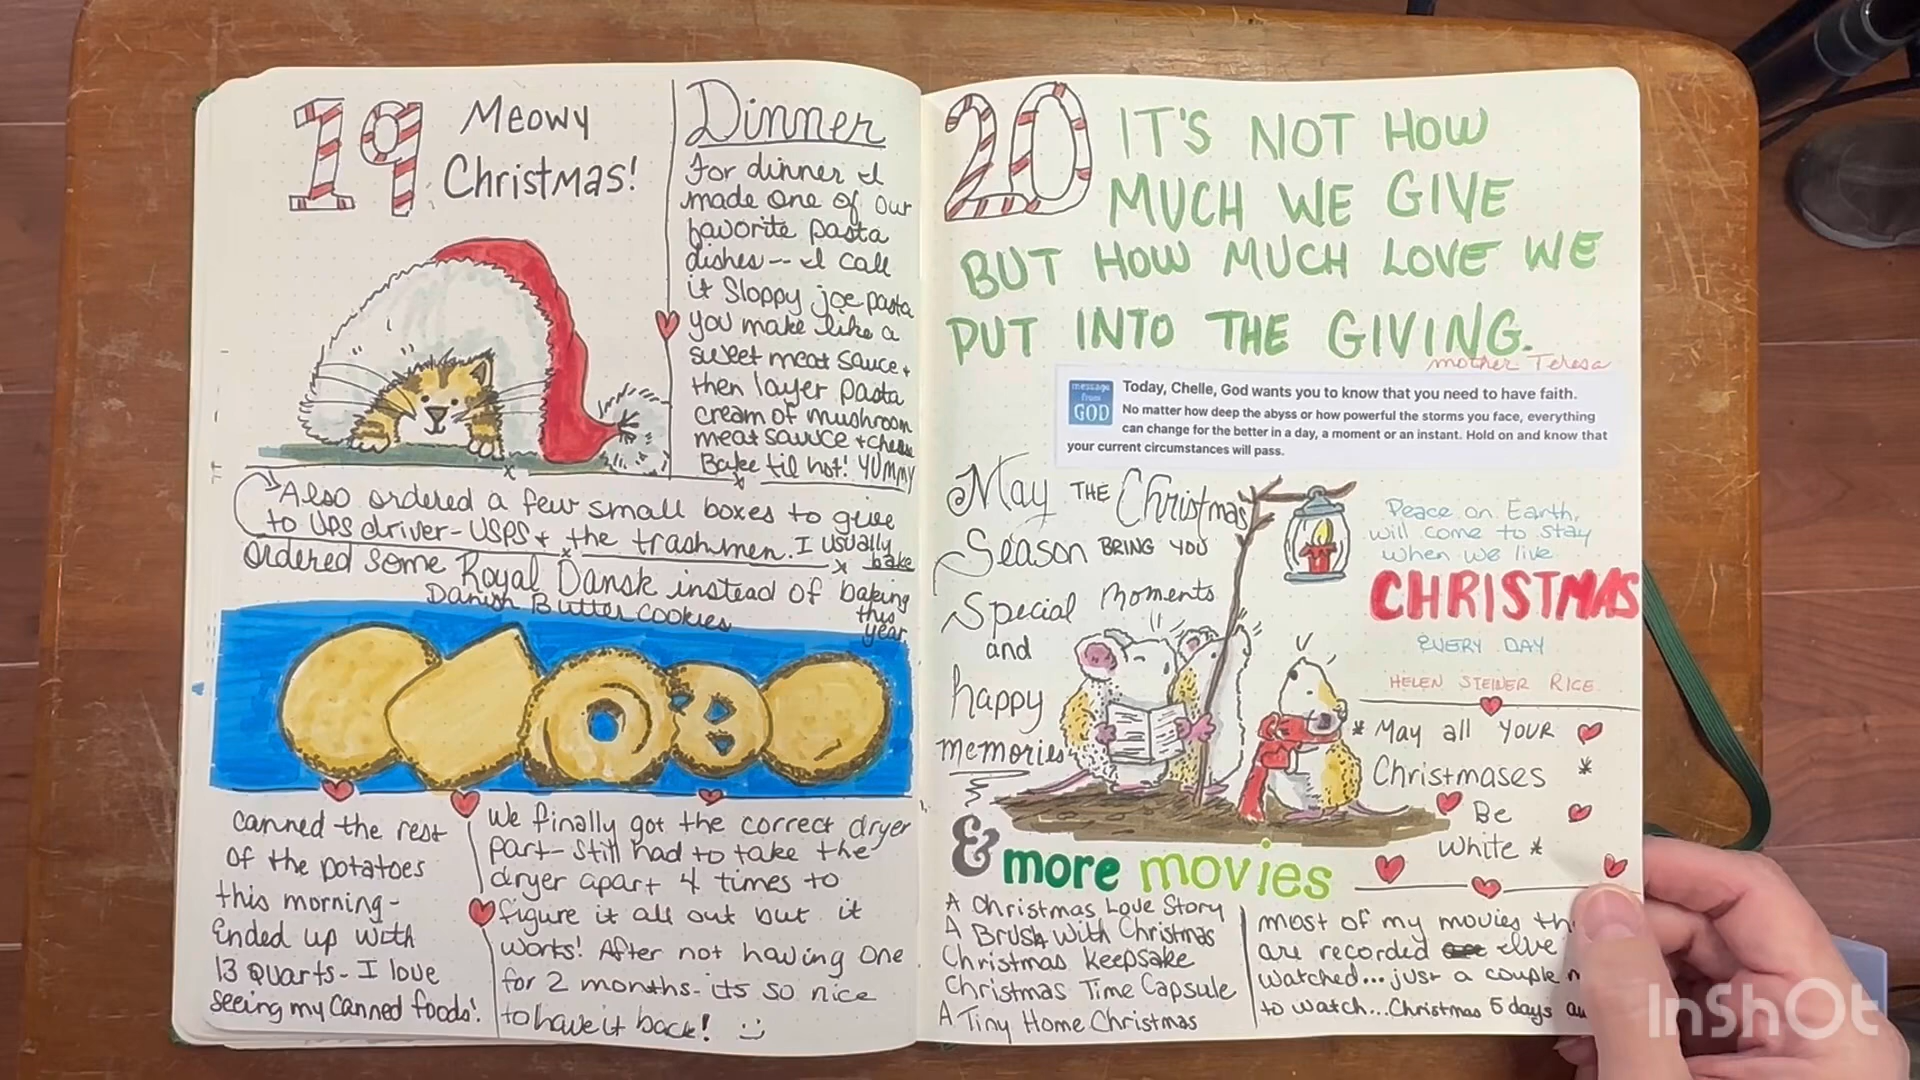 19
Meowy
Christmas!
Dinner
For dinner I
made one of our
favorite pasta
dishes-- I call
it Sloppy joe pasta
you make like a
sweet meat sauce +
then layer pasta
cream of mushroom
meat sauce + cheese
Bake til hot! YUMMY
Also ordered a few small boxes to give
to UPS driver - USPS + the trashmen. I usually
bake
ordered some Royal Dansk instead of baking
Danish Butter Cookies
this
year
canned the rest
of the potatoes
this morning-
Ended up with
13 Quarts - I love
seeing my canned foods!
We finally got the correct dryer
part - still had to take the
dryer apart 4 times to
figure it all out but it
works! After not having one
for 2 months - its so nice
to have it back!
20
IT'S NOT HOW
MUCH WE GIVE
BUT HOW MUCH LOVE WE
PUT INTO THE GIVING.
mother Teresa
message
from
GOD
Today, Chelle, God wants you to know that you need to have faith.
No matter how deep the abyss or how powerful the storms you face, everything
can change for the better in a day, a moment or an instant. Hold on and know that
your current circumstances will pass.
May THE Christmas
Season BRING YOU
Special moments
and
happy
memories
Peace on Earth,
will come to stay
when we live
CHRISTMAS
EVERY DAY
HELEN STEINER RICE
* May all YOUR
Christmases *
Be
White *
& more movies
A Christmas Love Story
A Brush With Christmas
Christmas Keepsake
Christmas Time Capsule
A Tiny Home Christmas
most of my movies
are recorded I've
watched... just a couple
to watch... Christmas 5 days
InShOt